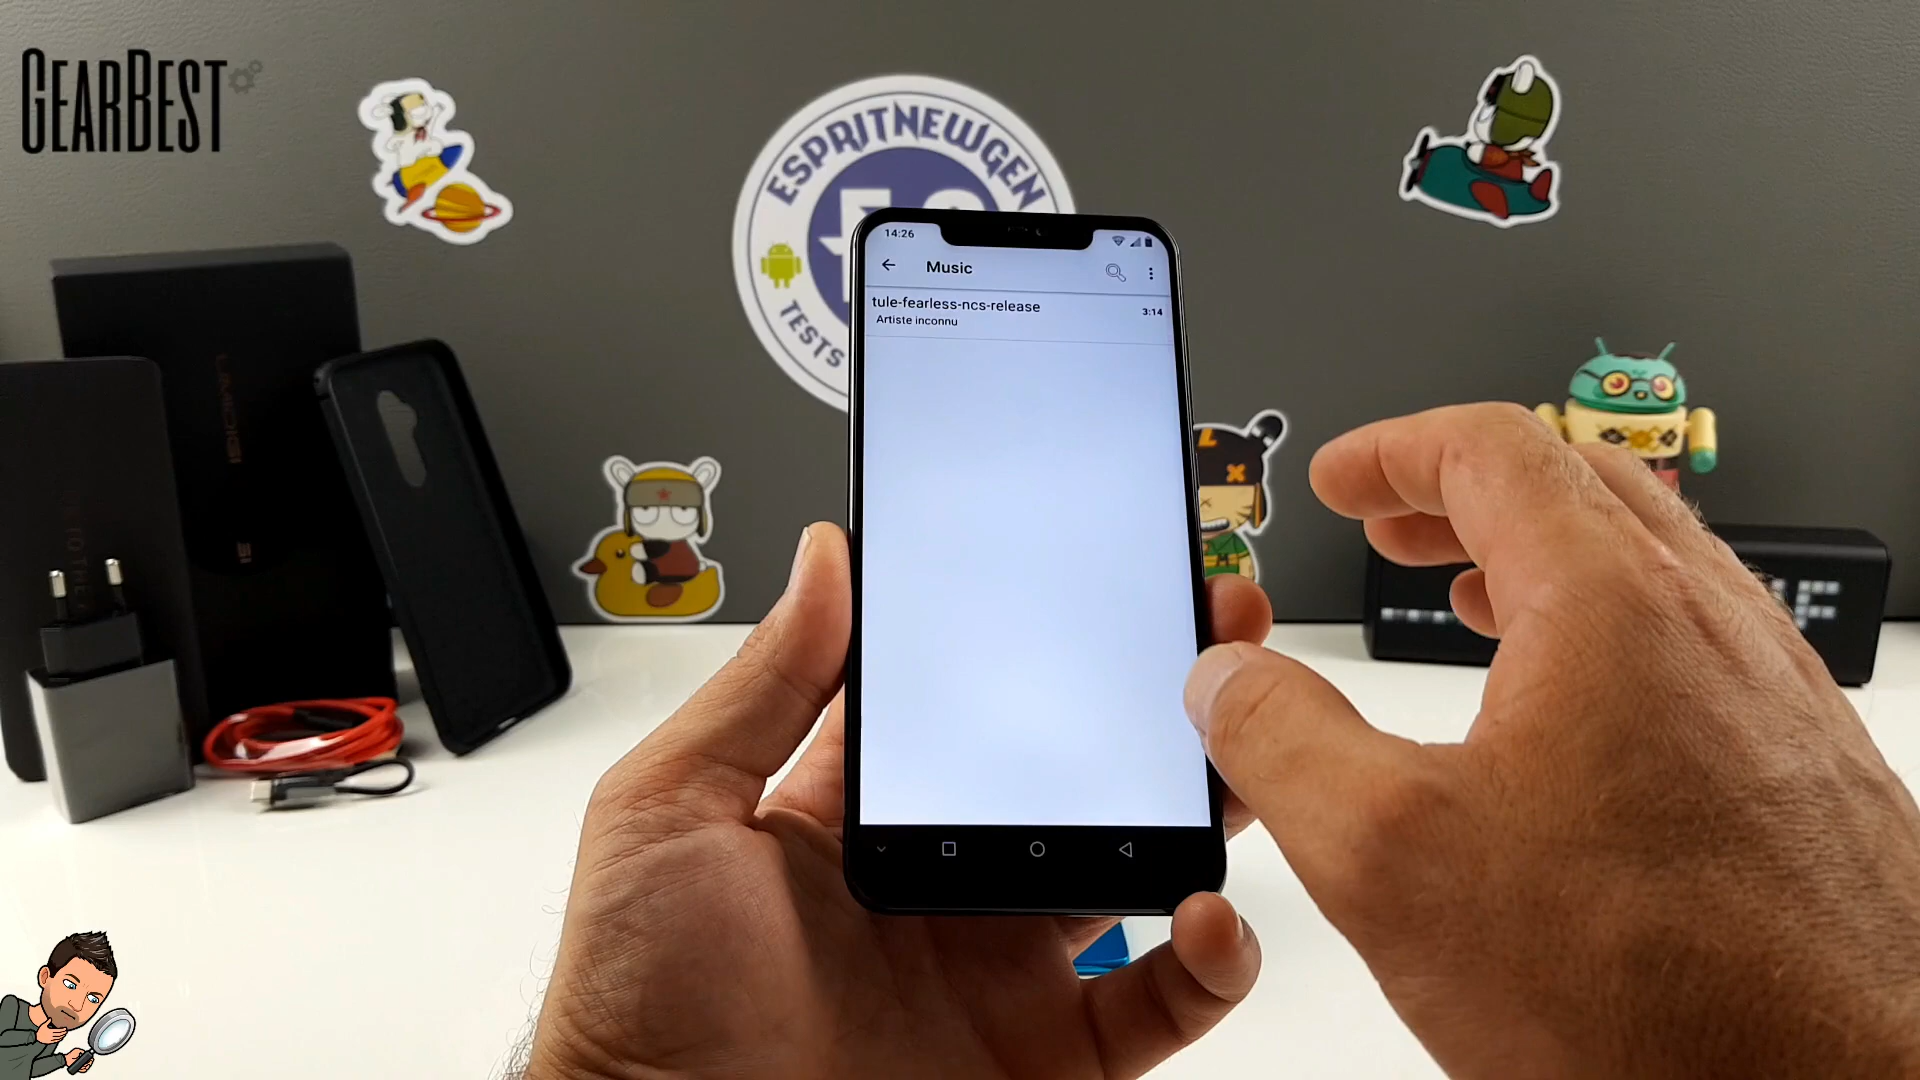 GEARBEST
ESPRITNEWGEN
TESTS
14:26
Music
tule-fearless-ncs-release
3:14
Artiste inconnu
UMIDIGI
L
X